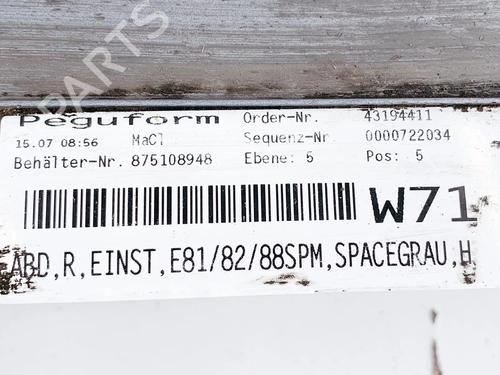 PARTS
Peguform Order-Nr. 43194411
15.07 08:56 MaCl Sequenz-Nr 0000722034
Behälter-Nr. 875108948 Ebene: 5 Pos: 5
W71
ABD,R,EINST,E81/82/88SPM,SPACEGRAU,H